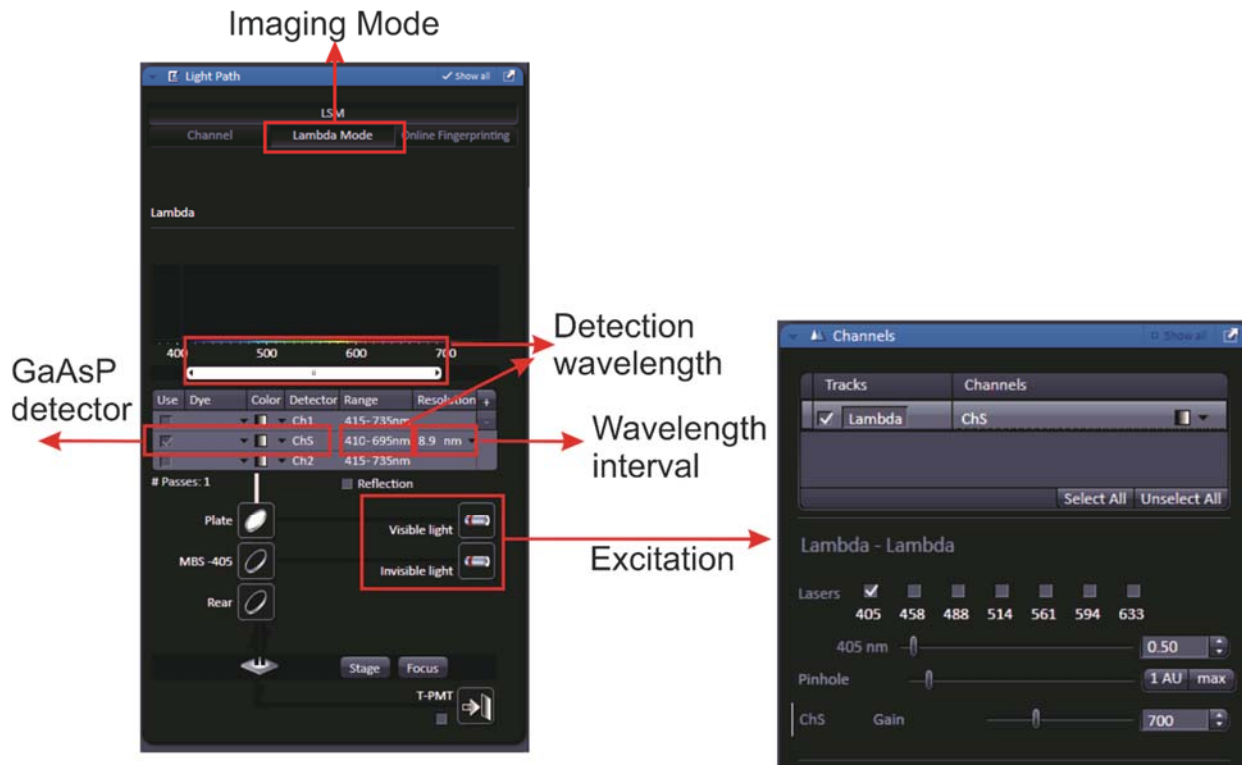 Imaging Mode
Light Path
Show all
LSM
Channel Lambda Mode Online Fingerprinting
Lambda
400 500 600 700
Detection
wavelength
GaAsP
detector
Use Dye Color Detector Range Resolution +
Ch1 415-735nm -
ChS 410-695nm 8.9 nm
Ch2 415-735nm
Wavelength
interval
# Passes: 1 Reflection
Plate
Visible light
MBS -405
Invisible light
Rear
Excitation
Stage Focus
T-PMT
Channels
Show all
Tracks Channels
Lambda ChS
Select All Unselect All
Lambda - Lambda
Lasers
405 458 488 514 561 594 633
405 nm 0.50
Pinhole 1 AU max
ChS Gain 700